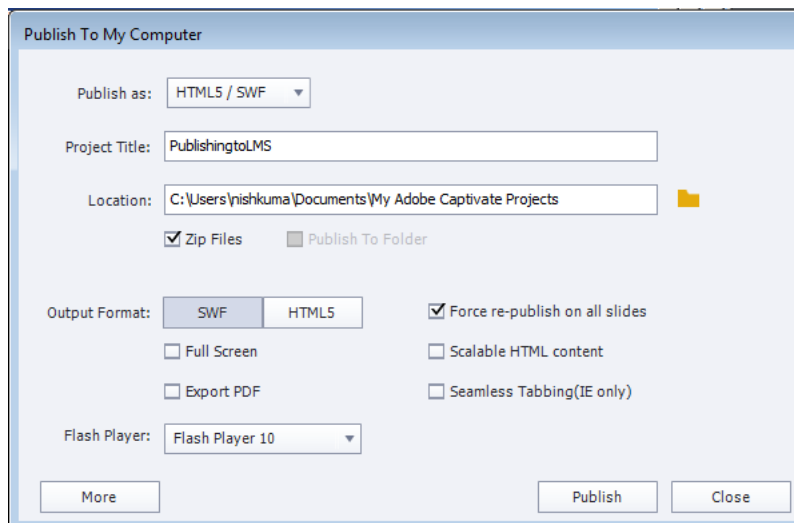 Publish To My Computer
Publish as: HTML5 / SWF
Project Title: PublishingtoLMS
Location: C:\Users\nishkuma\Documents\My Adobe Captivate Projects
Zip Files Publish To Folder
Output Format: SWF HTML5 Force re-publish on all slides
Full Screen Scalable HTML content
Export PDF Seamless Tabbing(IE only)
Flash Player: Flash Player 10
More Publish Close